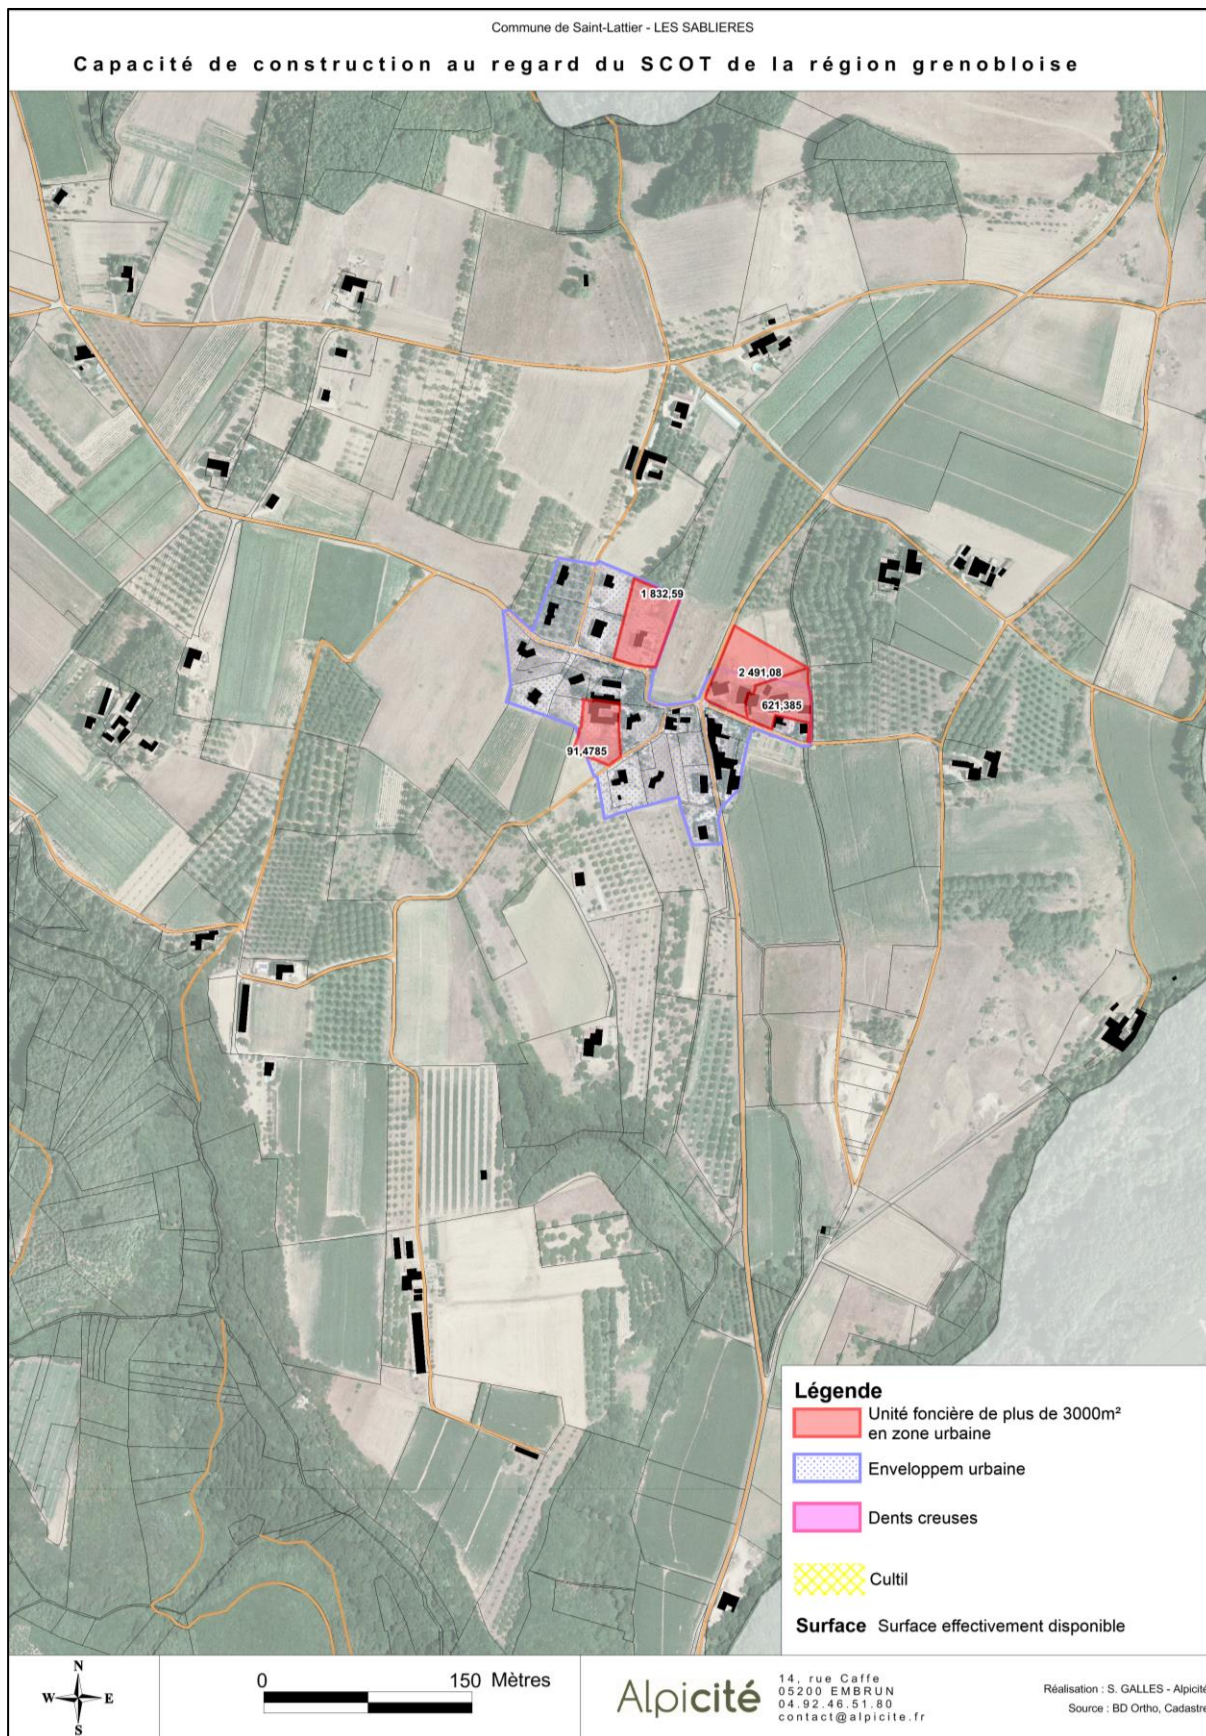 Commune de Saint-Lattier - LES SABLIERES
Capacité de construction au regard du SCOT de la région grenobloise
1 832,59
2 491,08
621,385
91,4785
Légende
Unité foncière de plus de 3000m²
en zone urbaine
Enveloppem urbaine
Dents creuses
Cultil
Surface Surface effectivement disponible
N
W E
S
0 150 Mètres
Alpicité
14, rue Caffe
05200 EMBRUN
04.92.46.51.80
contact@alpicite.fr
Réalisation : S. GALLES - Alpicité
Source : BD Ortho, Cadastre